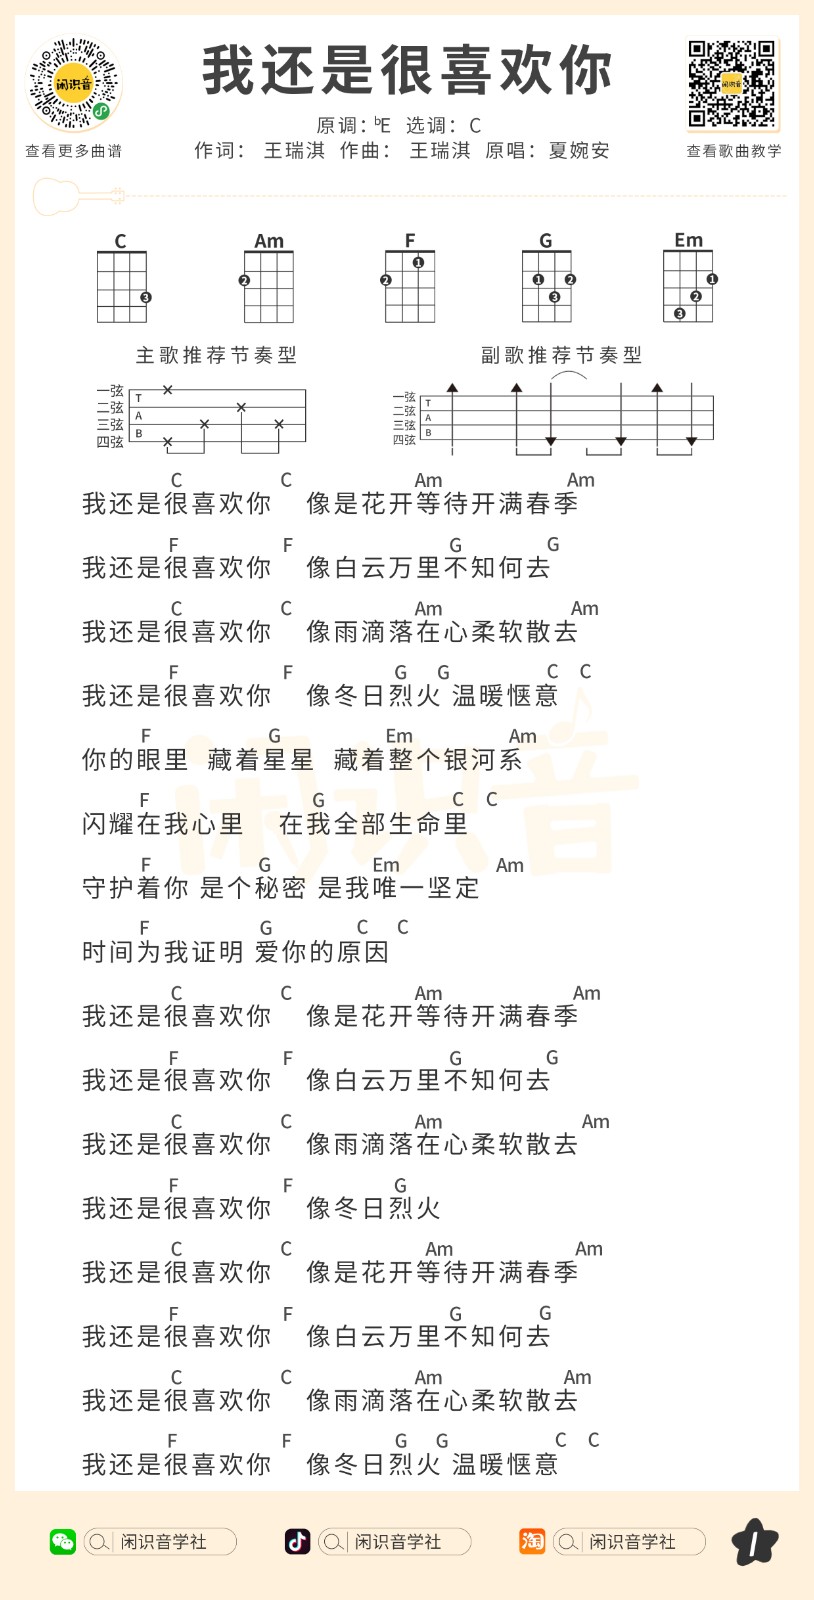 我还是很喜欢你
闲识音
原调：♭E 选调：C
作词： 王瑞淇 作曲： 王瑞淇 原唱：夏婉安
查看更多曲谱
查看歌曲教学
C Am F G Em
3 2 1 2 1 2 3 1 2 3
主歌推荐节奏型 副歌推荐节奏型
一弦 T
二弦 A
三弦 B
四弦
一弦 T
二弦 A
三弦 B
四弦
C C Am Am
我还是很喜欢你 像是花开等待开满春季
F F G G
我还是很喜欢你 像白云万里不知何去
C C Am Am
我还是很喜欢你 像雨滴落在心柔软散去
F F G G C C
我还是很喜欢你 像冬日烈火 温暖惬意
F G Em Am
你的眼里 藏着星星 藏着整个银河系
F G C C
闪耀在我心里 在我全部生命里
F G Em Am
守护着你 是个秘密 是我唯一坚定
F G C C
时间为我证明 爱你的原因
C C Am Am
我还是很喜欢你 像是花开等待开满春季
F F G G
我还是很喜欢你 像白云万里不知何去
C C Am Am
我还是很喜欢你 像雨滴落在心柔软散去
F F G
我还是很喜欢你 像冬日烈火
C C Am Am
我还是很喜欢你 像是花开等待开满春季
F F G G
我还是很喜欢你 像白云万里不知何去
C C Am Am
我还是很喜欢你 像雨滴落在心柔软散去
F F G G C C
我还是很喜欢你 像冬日烈火 温暖惬意
闲识音
闲识音学社 闲识音学社 淘 闲识音学社 1